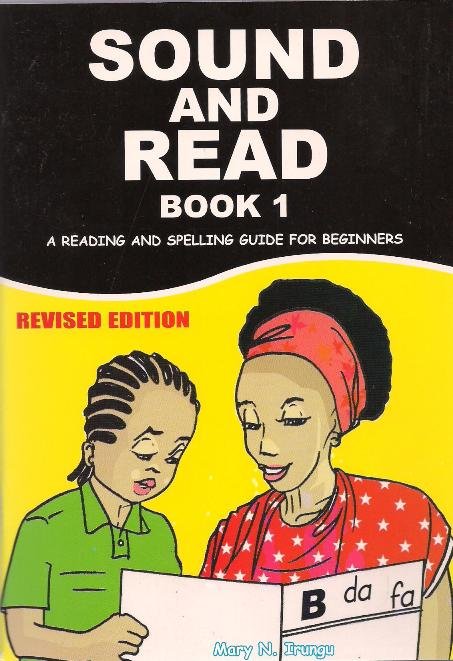 SOUND
AND
READ
BOOK 1
A READING AND SPELLING GUIDE FOR BEGINNERS
REVISED EDITION
B da fa
Mary N. Irungu